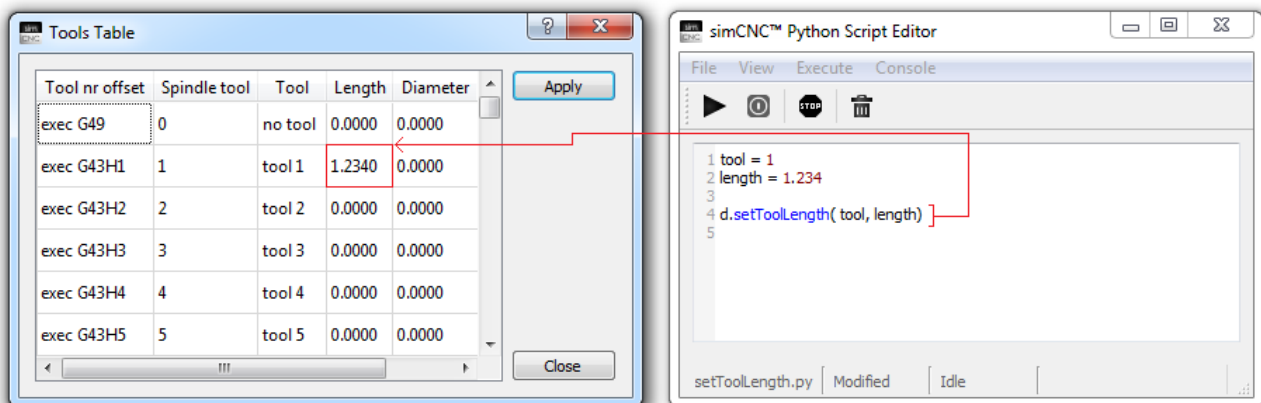 Tools Table
Tool nr offset Spindle tool Tool Length Diameter
exec G49 0 no tool 0.0000 0.0000
exec G43H1 1 tool 1 1.2340 0.0000
exec G43H2 2 tool 2 0.0000 0.0000
exec G43H3 3 tool 3 0.0000 0.0000
exec G43H4 4 tool 4 0.0000 0.0000
exec G43H5 5 tool 5 0.0000 0.0000
Apply
Close
simCNC™ Python Script Editor
File View Execute Console
STOP
1 tool = 1
2 length = 1.234
3
4 d.setToolLength( tool, length)
5
setToolLength.py Modified Idle